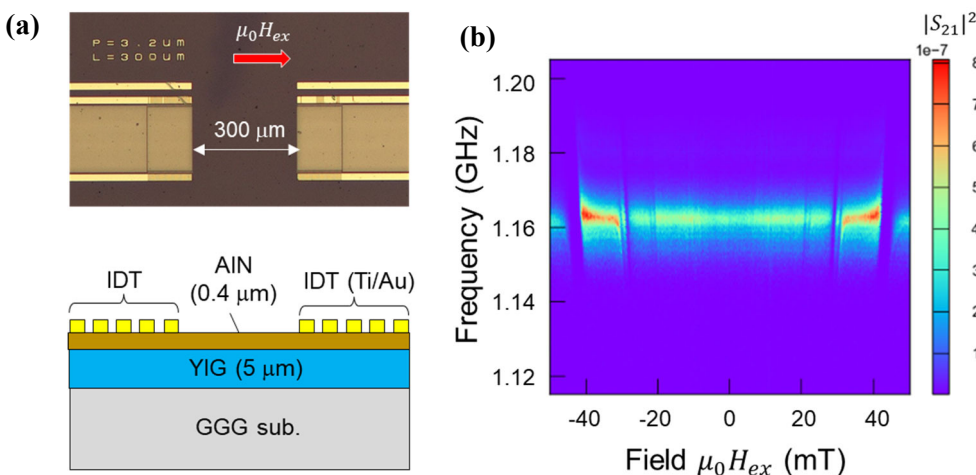 (a)
P=3.2um
L=300um
μ₀Hₑₓ
300 μm
IDT
AlN
(0.4 μm)
IDT (Ti/Au)
YIG (5 μm)
GGG sub.
(b)
|S₂₁|²
1e-7
8
7
6
5
4
3
2
1
Frequency (GHz)
1.20
1.18
1.16
1.14
1.12
-40
-20
0
20
40
Field μ₀Hₑₓ (mT)